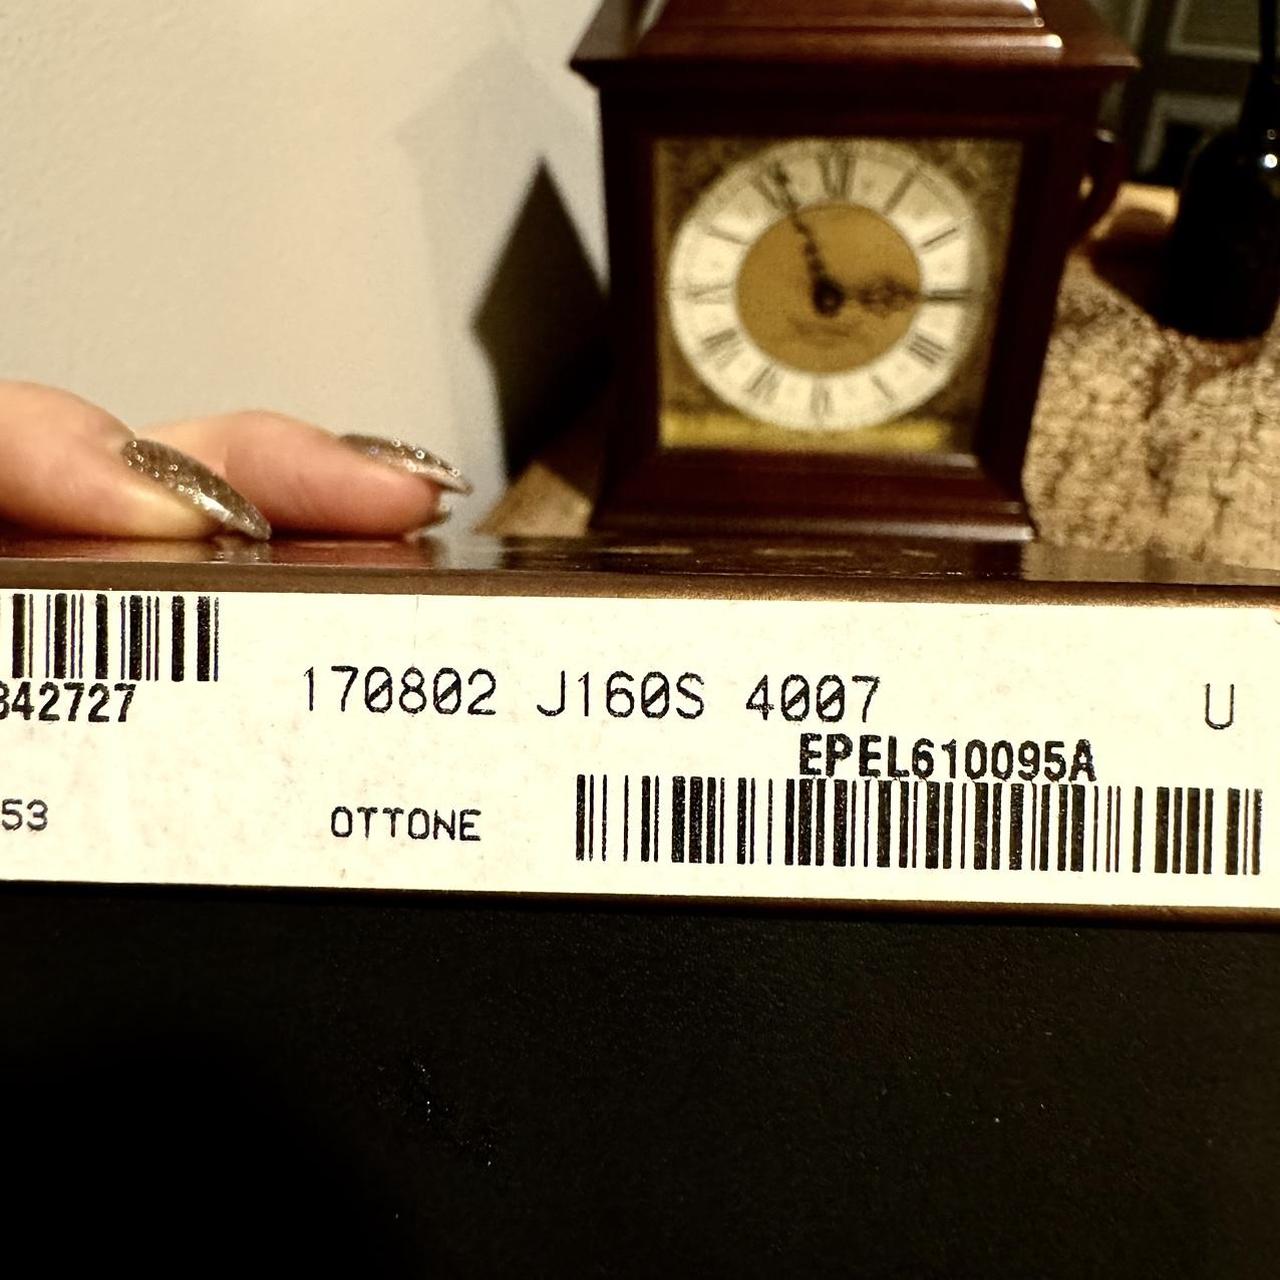 170802 J160S 4007 U
342727
EPEL610095A
53 OTTONE